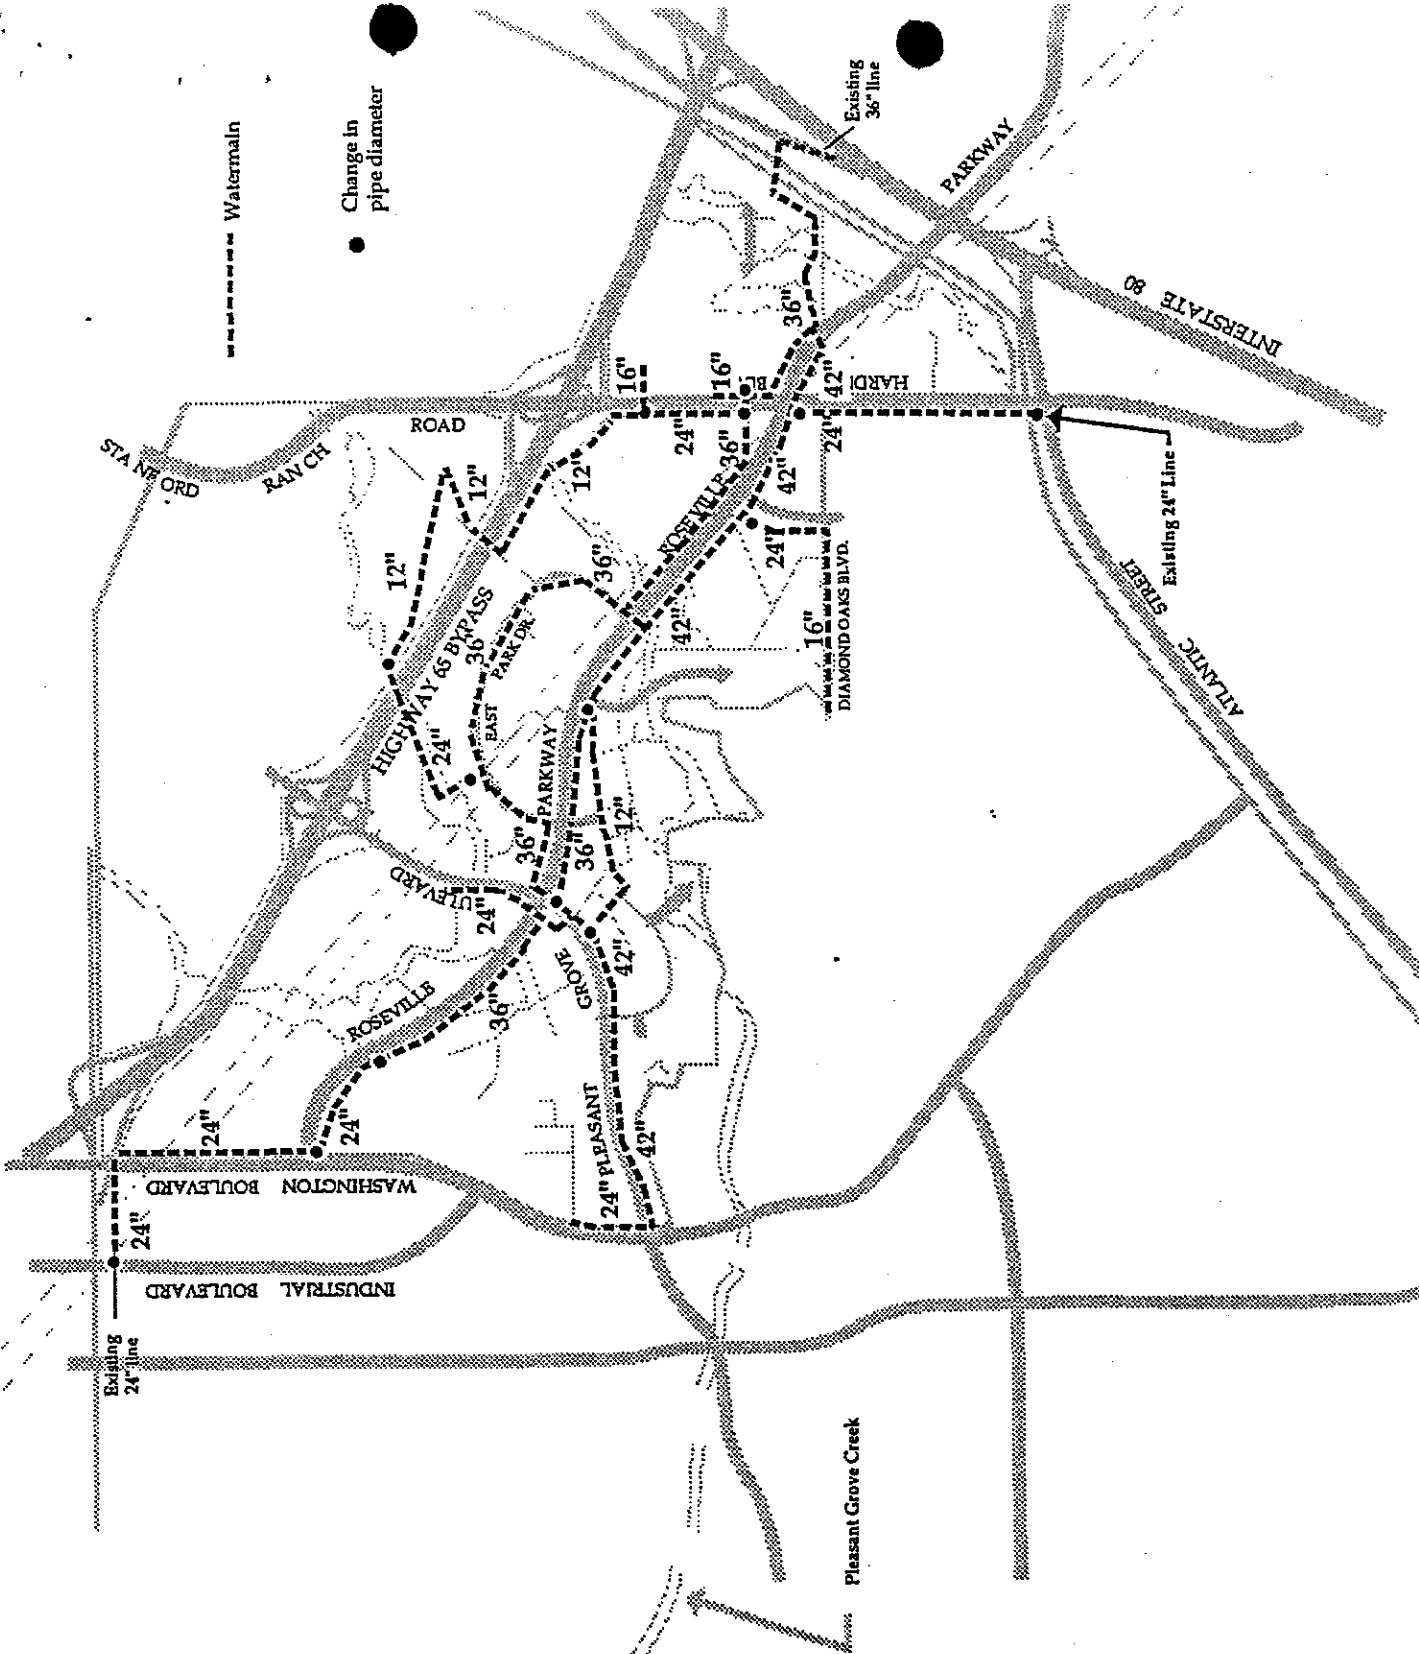 Watermain
Change in
pipe diameter
Existing
36" line
PARKWAY
INTERSTATE 80
36"
16"
16"
HARDI
BL
42"
24"
24"
36"
42"
ROAD
STANFORD
RANCH
12"
12"
12"
ROSEVILLE
24"
36"
42"
16"
DIAMOND OAKS BLVD.
Existing 24" Line
ATLANTIC
STREET
HIGHWAY 65 BYPASS
36"
PARK DR.
EAST
24"
PARKWAY
36"
36"
12"
ULEVARD
24"
GROVE
42"
ROSEVILLE
36"
PLEASANT
42"
24"
24"
24"
WASHINGTON BOULEVARD
24"
INDUSTRIAL BOULEVARD
Existing
24" line
Pleasant Grove Creek